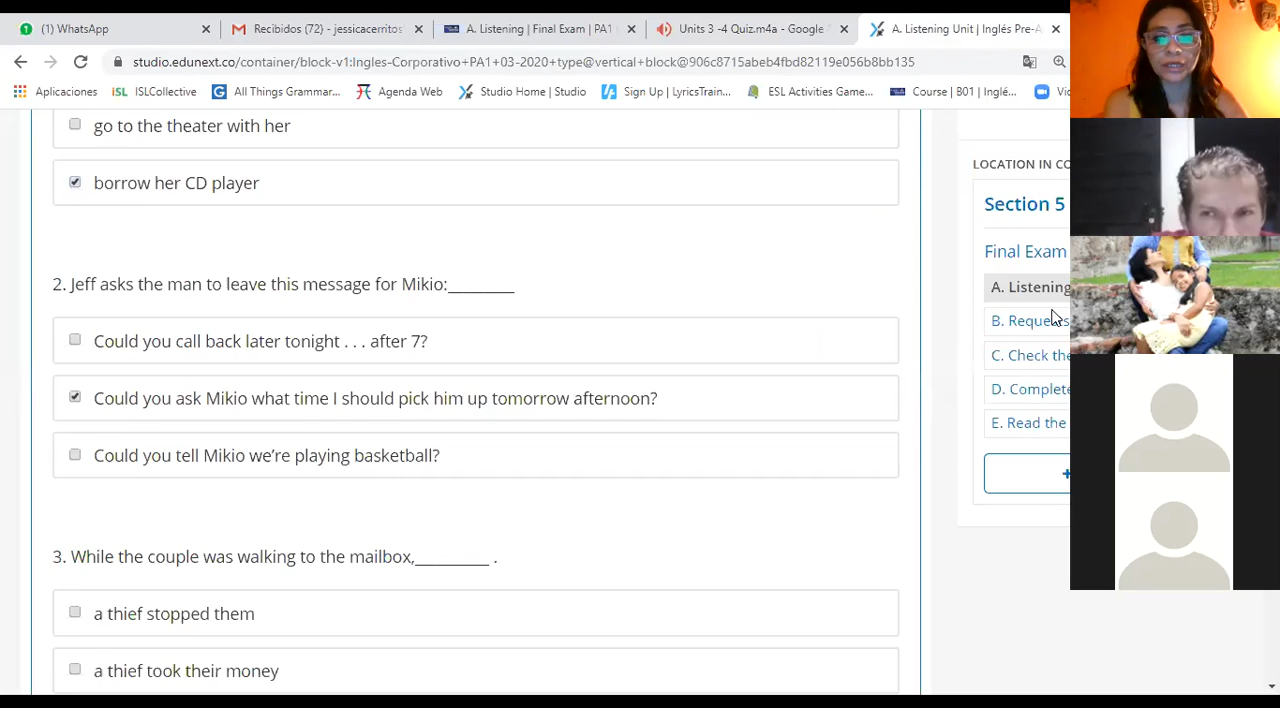 (1) WhatsApp
Recibidos (72) - jessicacerritos
A. Listening | Final Exam | PA1
Units 3 -4 Quiz.m4a - Google
A. Listening Unit | Inglés Pre-A
studio.edunext.co/container/block-v1:Ingles-Corporativo+PA1+03-2020+type@vertical+block@906c8715abeb4fbd82119e056b8bb135
Aplicaciones
ISLCollective
All Things Grammar...
Agenda Web
Studio Home | Studio
Sign Up | LyricsTrain...
ESL Activities Game...
Course | B01 | Inglé...
go to the theater with her
borrow her CD player
2. Jeff asks the man to leave this message for Mikio:________
Could you call back later tonight . . . after 7?
Could you ask Mikio what time I should pick him up tomorrow afternoon?
Could you tell Mikio we’re playing basketball?
3. While the couple was walking to the mailbox,_________ .
a thief stopped them
a thief took their money
LOCATION IN CO
Section 5
Final Exam
A. Listening
B. Requests
C. Check the
D. Complete
E. Read the